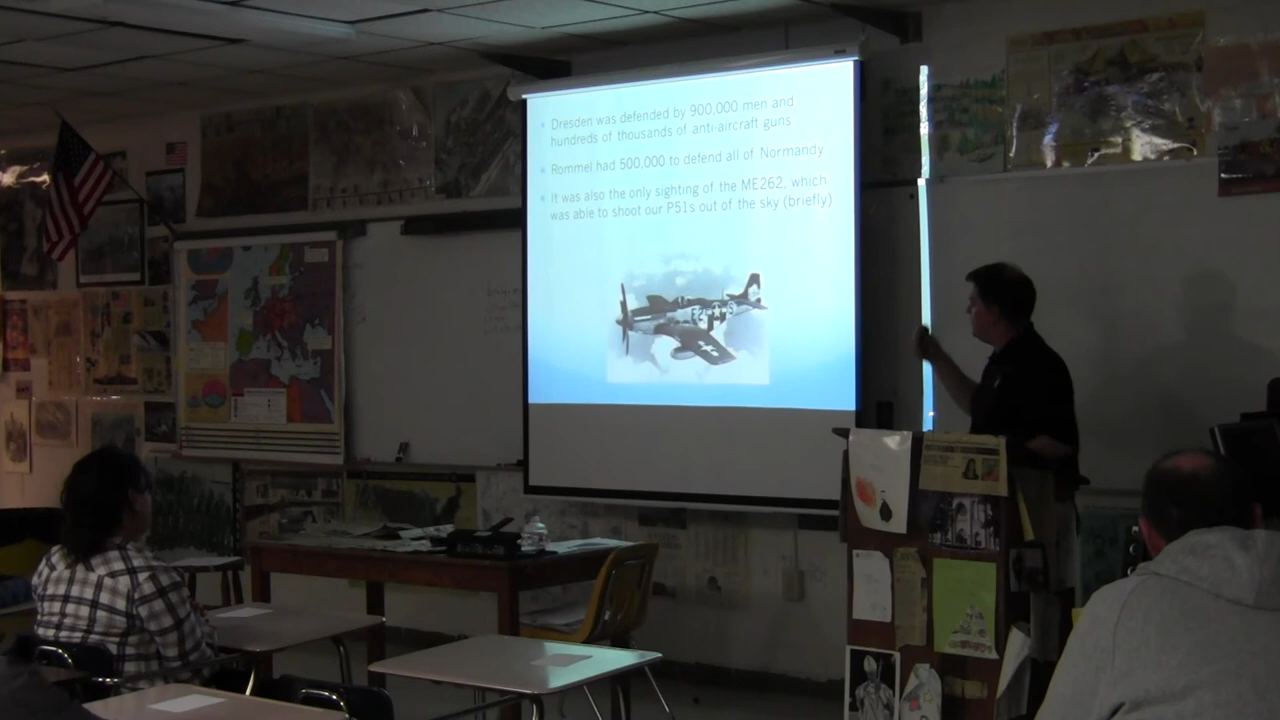 Dresden was defended by 900,000 men and
hundreds of thousands of anti-aircraft guns
Rommel had 500,000 to defend all of Normandy
It was also the only sighting of the ME262, which
was able to shoot our P51s out of the sky (briefly)